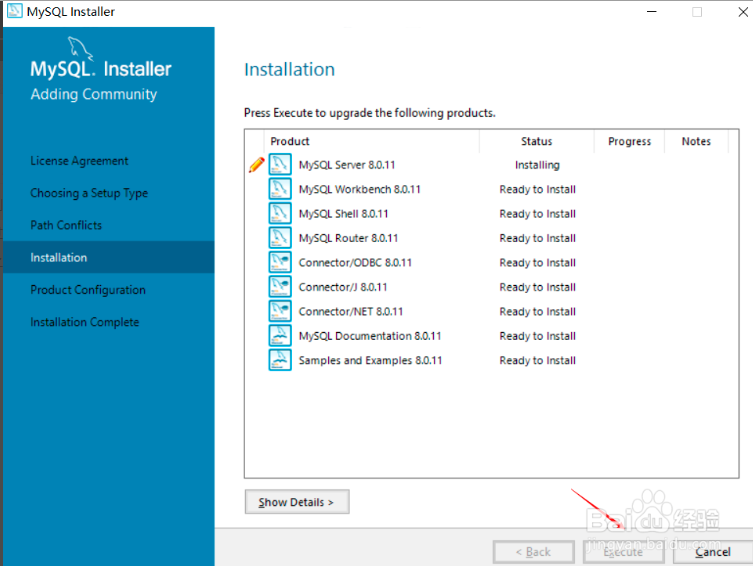 MySQL Installer
MySQL. Installer
Adding Community
License Agreement
Choosing a Setup Type
Path Conflicts
Installation
Product Configuration
Installation Complete
Installation
Press Execute to upgrade the following products.
Product Status Progress Notes
MySQL Server 8.0.11 Installing
MySQL Workbench 8.0.11 Ready to Install
MySQL Shell 8.0.11 Ready to Install
MySQL Router 8.0.11 Ready to Install
Connector/ODBC 8.0.11 Ready to Install
Connector/J 8.0.11 Ready to Install
Connector/NET 8.0.11 Ready to Install
MySQL Documentation 8.0.11 Ready to Install
Samples and Examples 8.0.11 Ready to Install
Show Details >
Baidu 经验
jingyan.baidu.com
< Back Execute Cancel